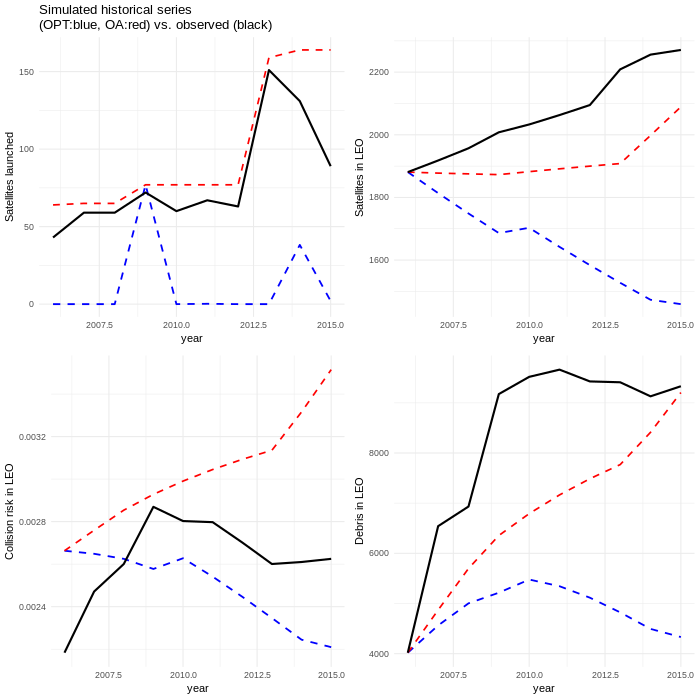 Simulated historical series
(OPT:blue, OA:red) vs. observed (black)
Satellites launched
150
100
50
0
2007.5 2010.0 2012.5 2015.0
year
Satellites in LEO
2200
2000
1800
1600
2007.5 2010.0 2012.5 2015.0
year
Collision risk in LEO
0.0032
0.0028
0.0024
2007.5 2010.0 2012.5 2015.0
year
Debris in LEO
8000
6000
4000
2007.5 2010.0 2012.5 2015.0
year